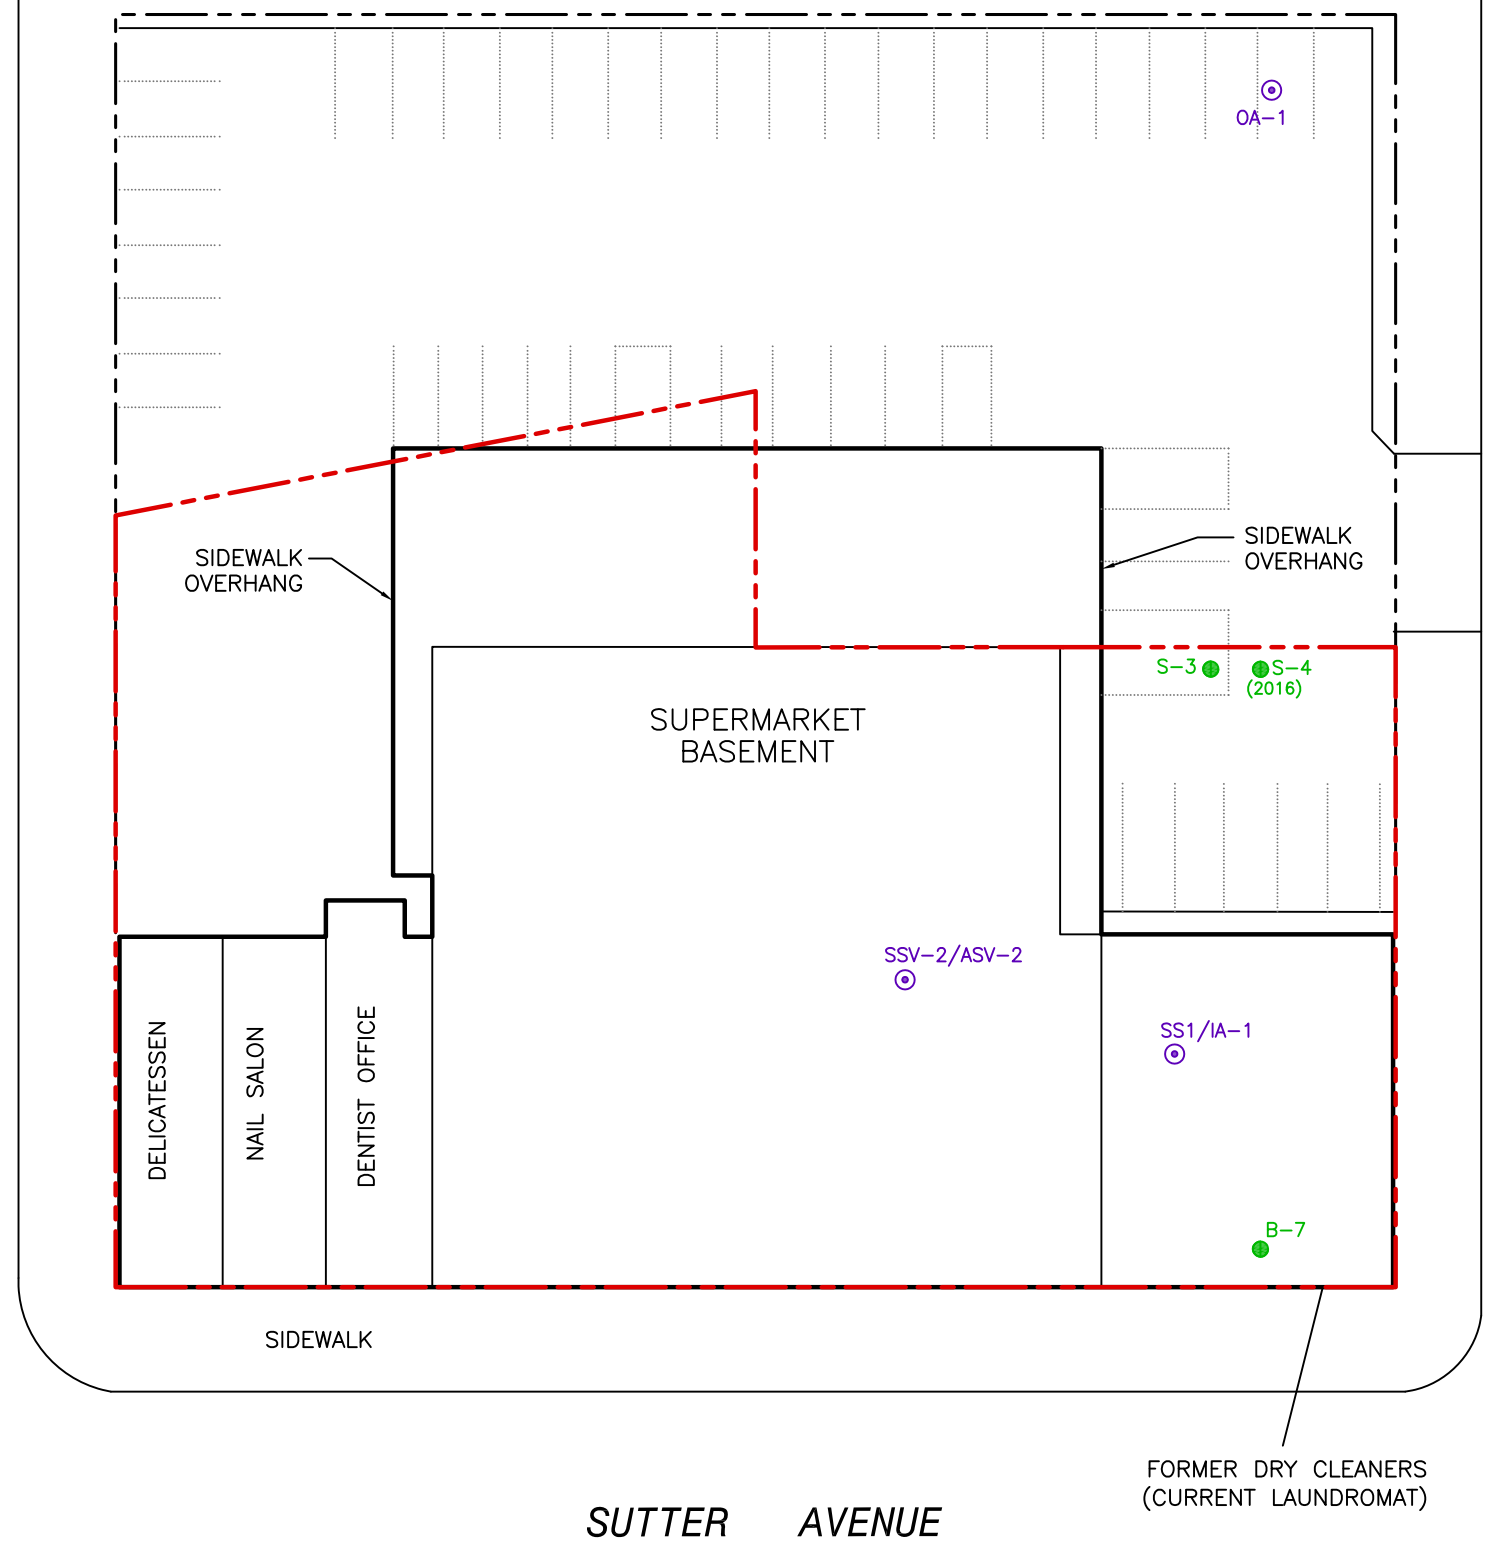 OA-1
SIDEWALK
OVERHANG
SIDEWALK
OVERHANG
S-3
S-4
(2016)
SUPERMARKET
BASEMENT
SSV-2/ASV-2
SS1/IA-1
DELICATESSEN
NAIL SALON
DENTIST OFFICE
B-7
SIDEWALK
FORMER DRY CLEANERS
(CURRENT LAUNDROMAT)
SUTTER AVENUE